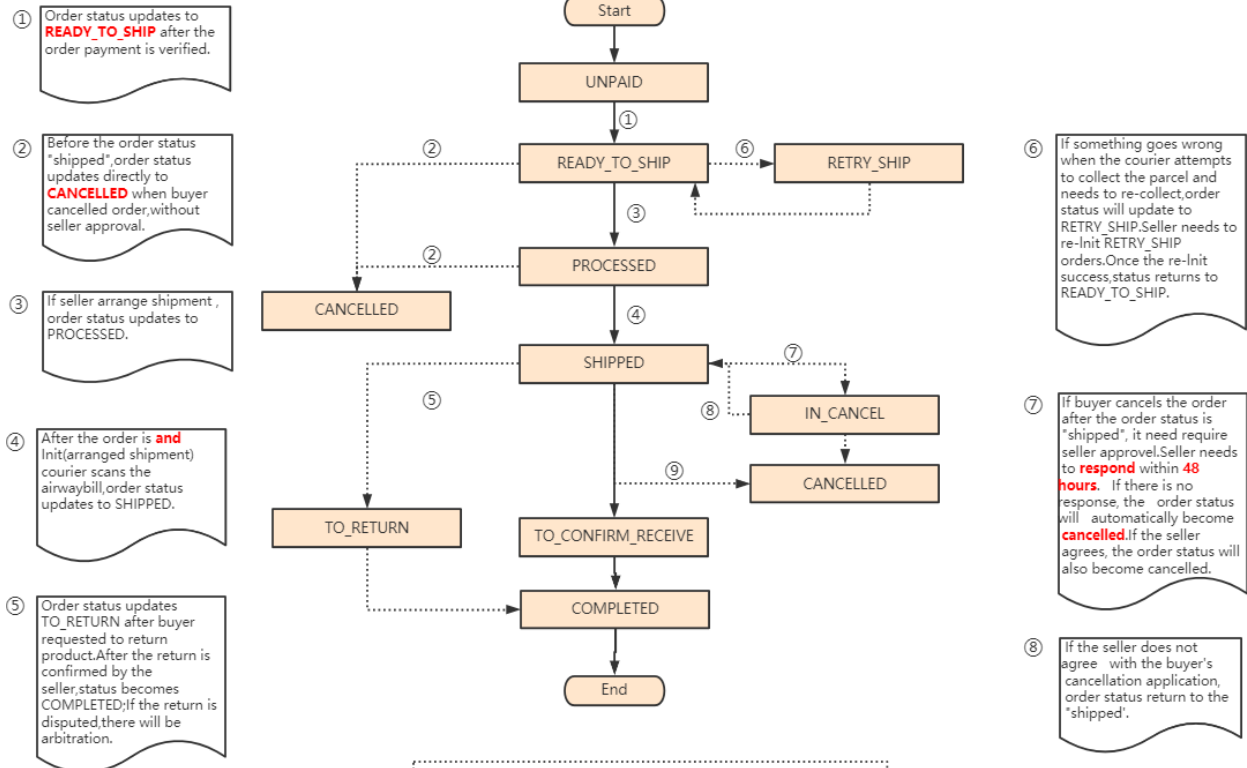 ①
Order status updates to
READY_TO_SHIP after the
order payment is verified.
②
Before the order status
"shipped",order status
updates directly to
CANCELLED when buyer
cancelled order,without
seller approval.
③
If seller arrange shipment ,
order status updates to
PROCESSED.
④
After the order is and
Init(arranged shipment)
courier scans the
airwaybill,order status
updates to SHIPPED.
⑤
Order status updates
TO_RETURN after buyer
requested to return
product.After the return is
confirmed by the
seller,status becomes
COMPLETED;If the return is
disputed,there will be
arbitration.
Start
UNPAID
①
②
READY_TO_SHIP
⑥
RETRY_SHIP
③
②
PROCESSED
CANCELLED
④
SHIPPED
⑦
⑤
⑧
IN_CANCEL
⑨
CANCELLED
TO_RETURN
TO_CONFIRM_RECEIVE
COMPLETED
End
⑥
If something goes wrong
when the courier attempts
to collect the parcel and
needs to re-collect,order
status will update to
RETRY_SHIP.Seller needs to
re-Init RETRY_SHIP
orders.Once the re-Init
success,status returns to
READY_TO_SHIP.
⑦
If buyer cancels the order
after the order status is
"shipped", it need require
seller approvel.Seller needs
to respond within 48
hours. If there is no
response, the order status
will automatically become
cancelled.If the seller
agrees, the order status will
also become cancelled.
⑧
If the seller does not
agree with the buyer's
cancellation application,
order status return to the
"shipped'.